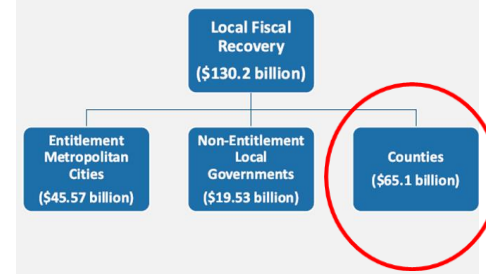 Local Fiscal
Recovery
($130.2 billion)
Entitlement
Metropolitan
Cities
($45.57 billion)
Non-Entitlement
Local
Governments
($19.53 billion)
Counties
($65.1 billion)